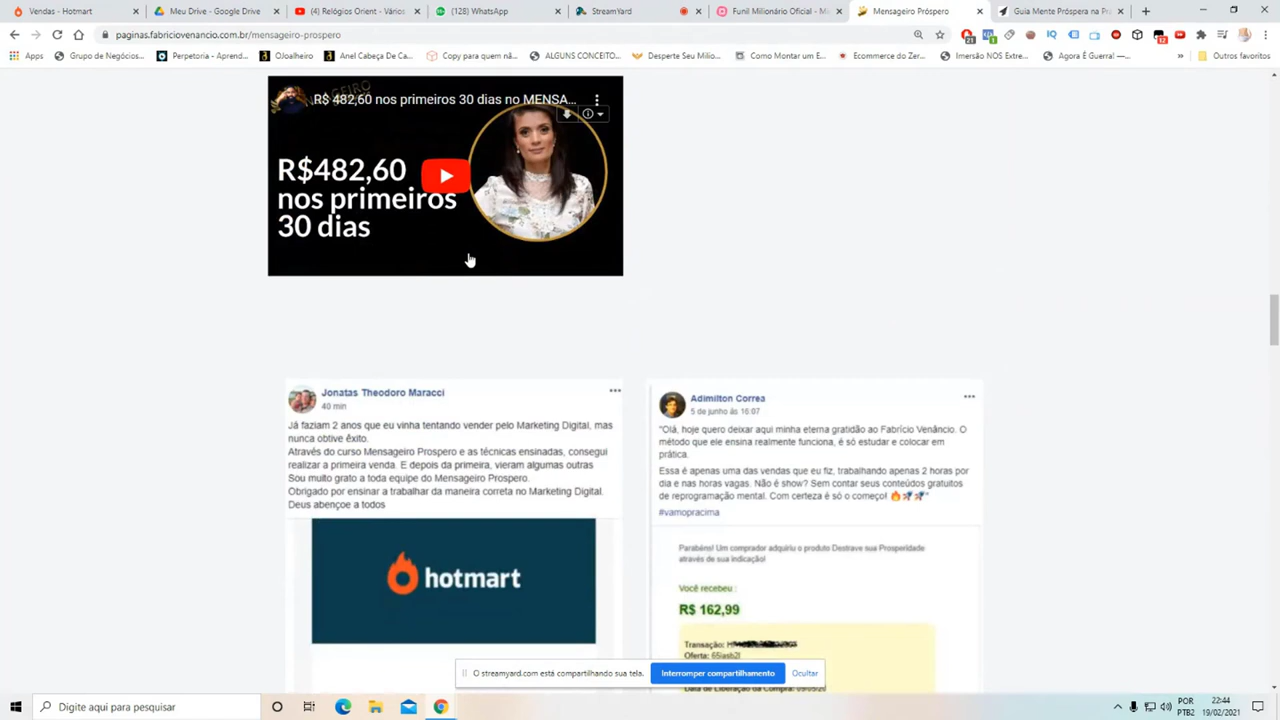 Vendas - Hotmart
Meu Drive - Google Drive
(4) Relógios Orient - Vários
(128) WhatsApp
StreamYard
Funil Milionário Oficial - Mi
Mensageiro Próspero
Guia Mente Próspera na Pr
paginas.fabriciovenancio.com.br/mensageiro-prospero
21
1
17
Apps
Grupo de Negócios...
Perpetoria - Aprend...
OJoalheiro
Anel Cabeça De Ca...
Copy para quem nã...
ALGUNS CONCEITO...
Desperte Seu Milio...
Como Montar um E...
Ecommerce do Zer...
Imersão NOS Extre...
Agora É Guerra! —...
Outros favoritos
R$ 482,60 nos primeiros 30 dias no MENSA...
R$482,60
nos primeiros
30 dias
Jonatas Theodoro Maracci
40 min
Já faziam 2 anos que eu vinha tentando vender pelo Marketing Digital, mas
nunca obtive êxito.
Através do curso Mensageiro Prospero e as técnicas ensinadas, consegui
realizar a primeira venda. E depois da primeira, vieram algumas outras
Sou muito grato a toda equipe do Mensageiro Prospero.
Obrigado por ensinar a trabalhar da maneira correta no Marketing Digital.
Deus abençoe a todos
hotmart
Adimilton Correa
5 de junho às 16:07
"Olá, hoje quero deixar aqui minha eterna gratidão ao Fabrício Venâncio. O
método que ele ensina realmente funciona, é só estudar e colocar em
prática.
Essa é apenas uma das vendas que eu fiz, trabalhando apenas 2 horas por
dia e nas horas vagas. Não é show? Sem contar seus conteúdos gratuitos
de reprogramação mental. Com certeza é só o começo! 🔥🚀🚀"
#vamopracima
Parabéns! Um comprador adquiriu o produto Destrave sua Prosperidade
através de sua indicação!
Você recebeu :
R$ 162,99
Transação:
Oferta:
Data de Liberação da Compra:
O streamyard.com está compartilhando sua tela.
Interromper compartilhamento
Ocultar
Digite aqui para pesquisar
POR
PTB2
22:44
19/02/2021